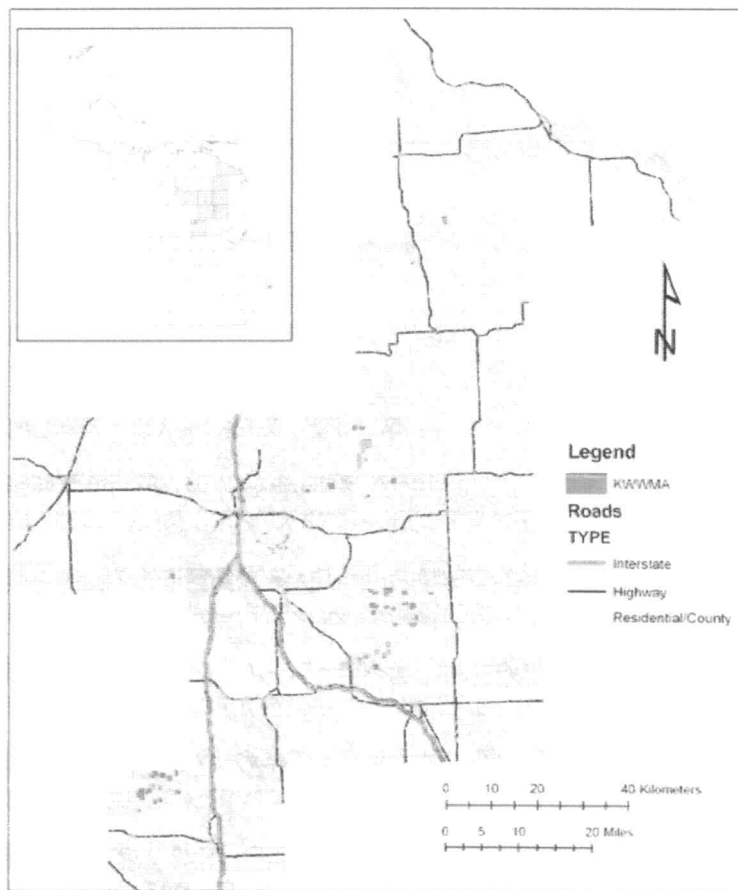 N
Legend
KWWMA
Roads
TYPE
Interstate
Highway
Residential/County
0 10 20 40 Kilometers
0 5 10 20 Miles